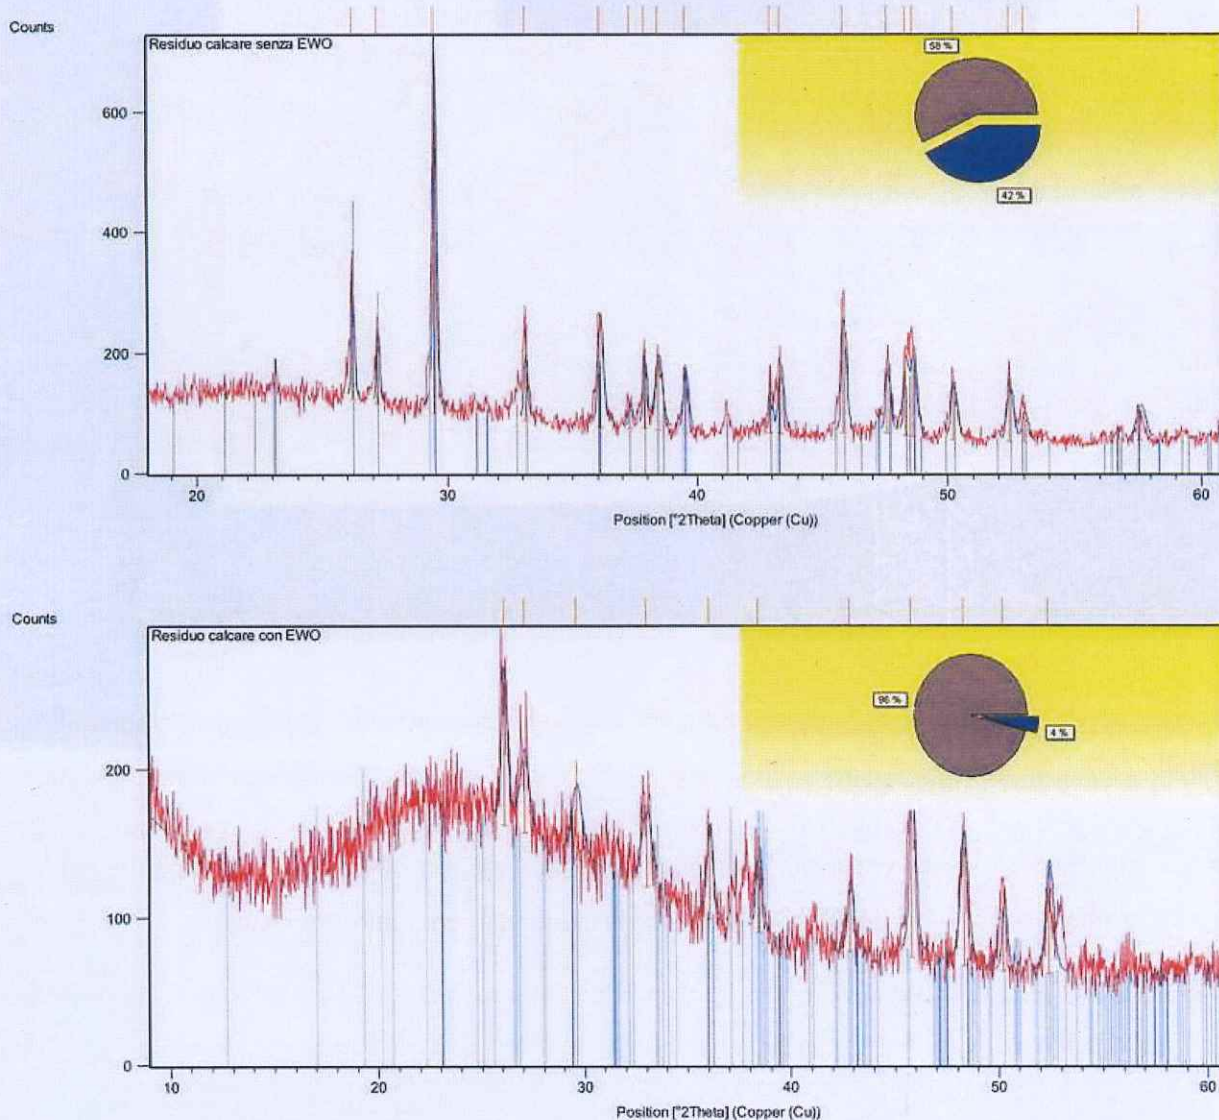 Counts
Residuo calcare senza EWO
58 %
42 %
600
400
200
0
20 30 40 50 60
Position [°2Theta] (Copper (Cu))
Counts
Residuo calcare con EWO
96 %
4 %
200
100
0
10 20 30 40 50 60
Position [°2Theta] (Copper (Cu))